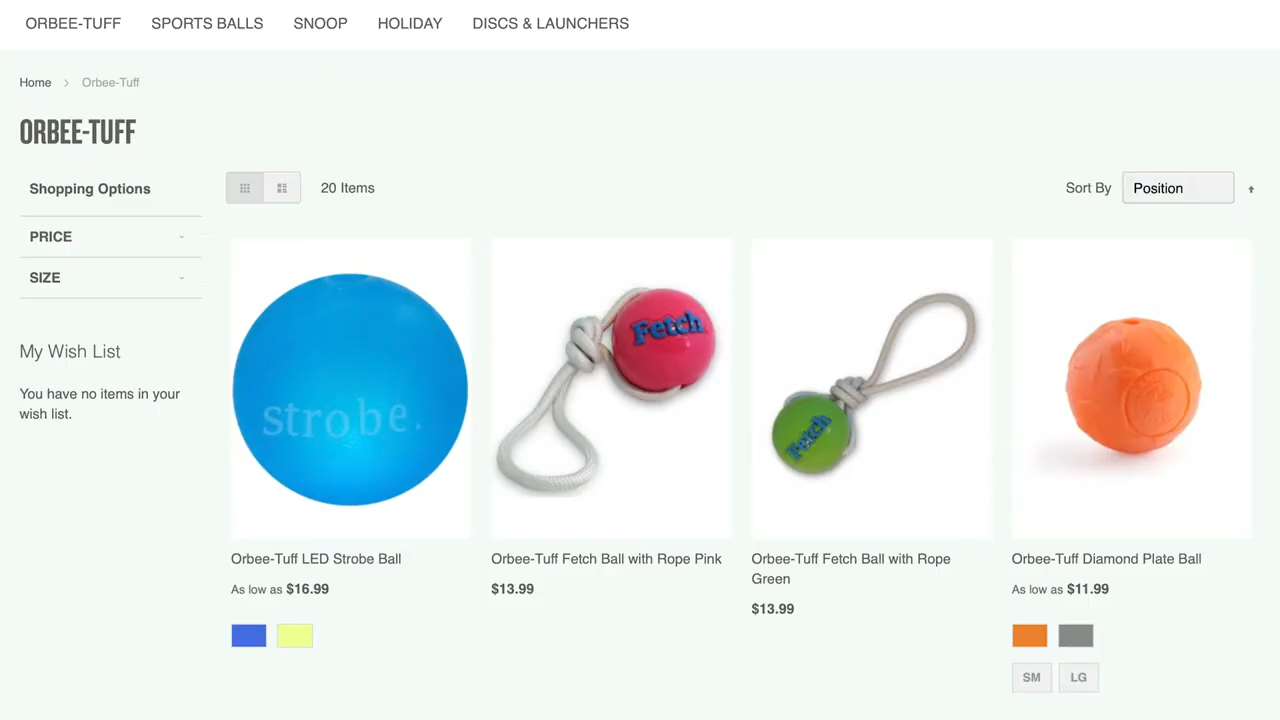 ORBEE-TUFF SPORTS BALLS SNOOP HOLIDAY DISCS & LAUNCHERS
Home > Orbee-Tuff
ORBEE-TUFF
Shopping Options
20 Items
Sort By Position
PRICE
SIZE
My Wish List
You have no items in your
wish list.
strobe.
Fetch
Fetch
Orbee-Tuff LED Strobe Ball
As low as $16.99
Orbee-Tuff Fetch Ball with Rope Pink
$13.99
Orbee-Tuff Fetch Ball with Rope
Green
$13.99
Orbee-Tuff Diamond Plate Ball
As low as $11.99
SM LG